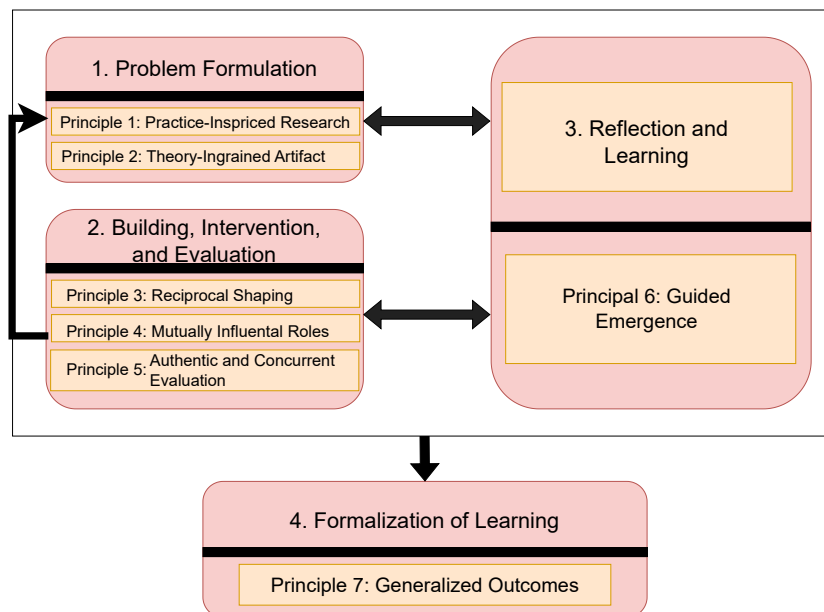 1. Problem Formulation
Principle 1: Practice-Inspriced Research
Principle 2: Theory-Ingrained Artifact
2. Building, Intervention,
and Evaluation
Principle 3: Reciprocal Shaping
Principle 4: Mutually Influental Roles
Principle 5: Authentic and Concurrent
Evaluation
3. Reflection and
Learning
Principal 6: Guided
Emergence
4. Formalization of Learning
Principle 7: Generalized Outcomes